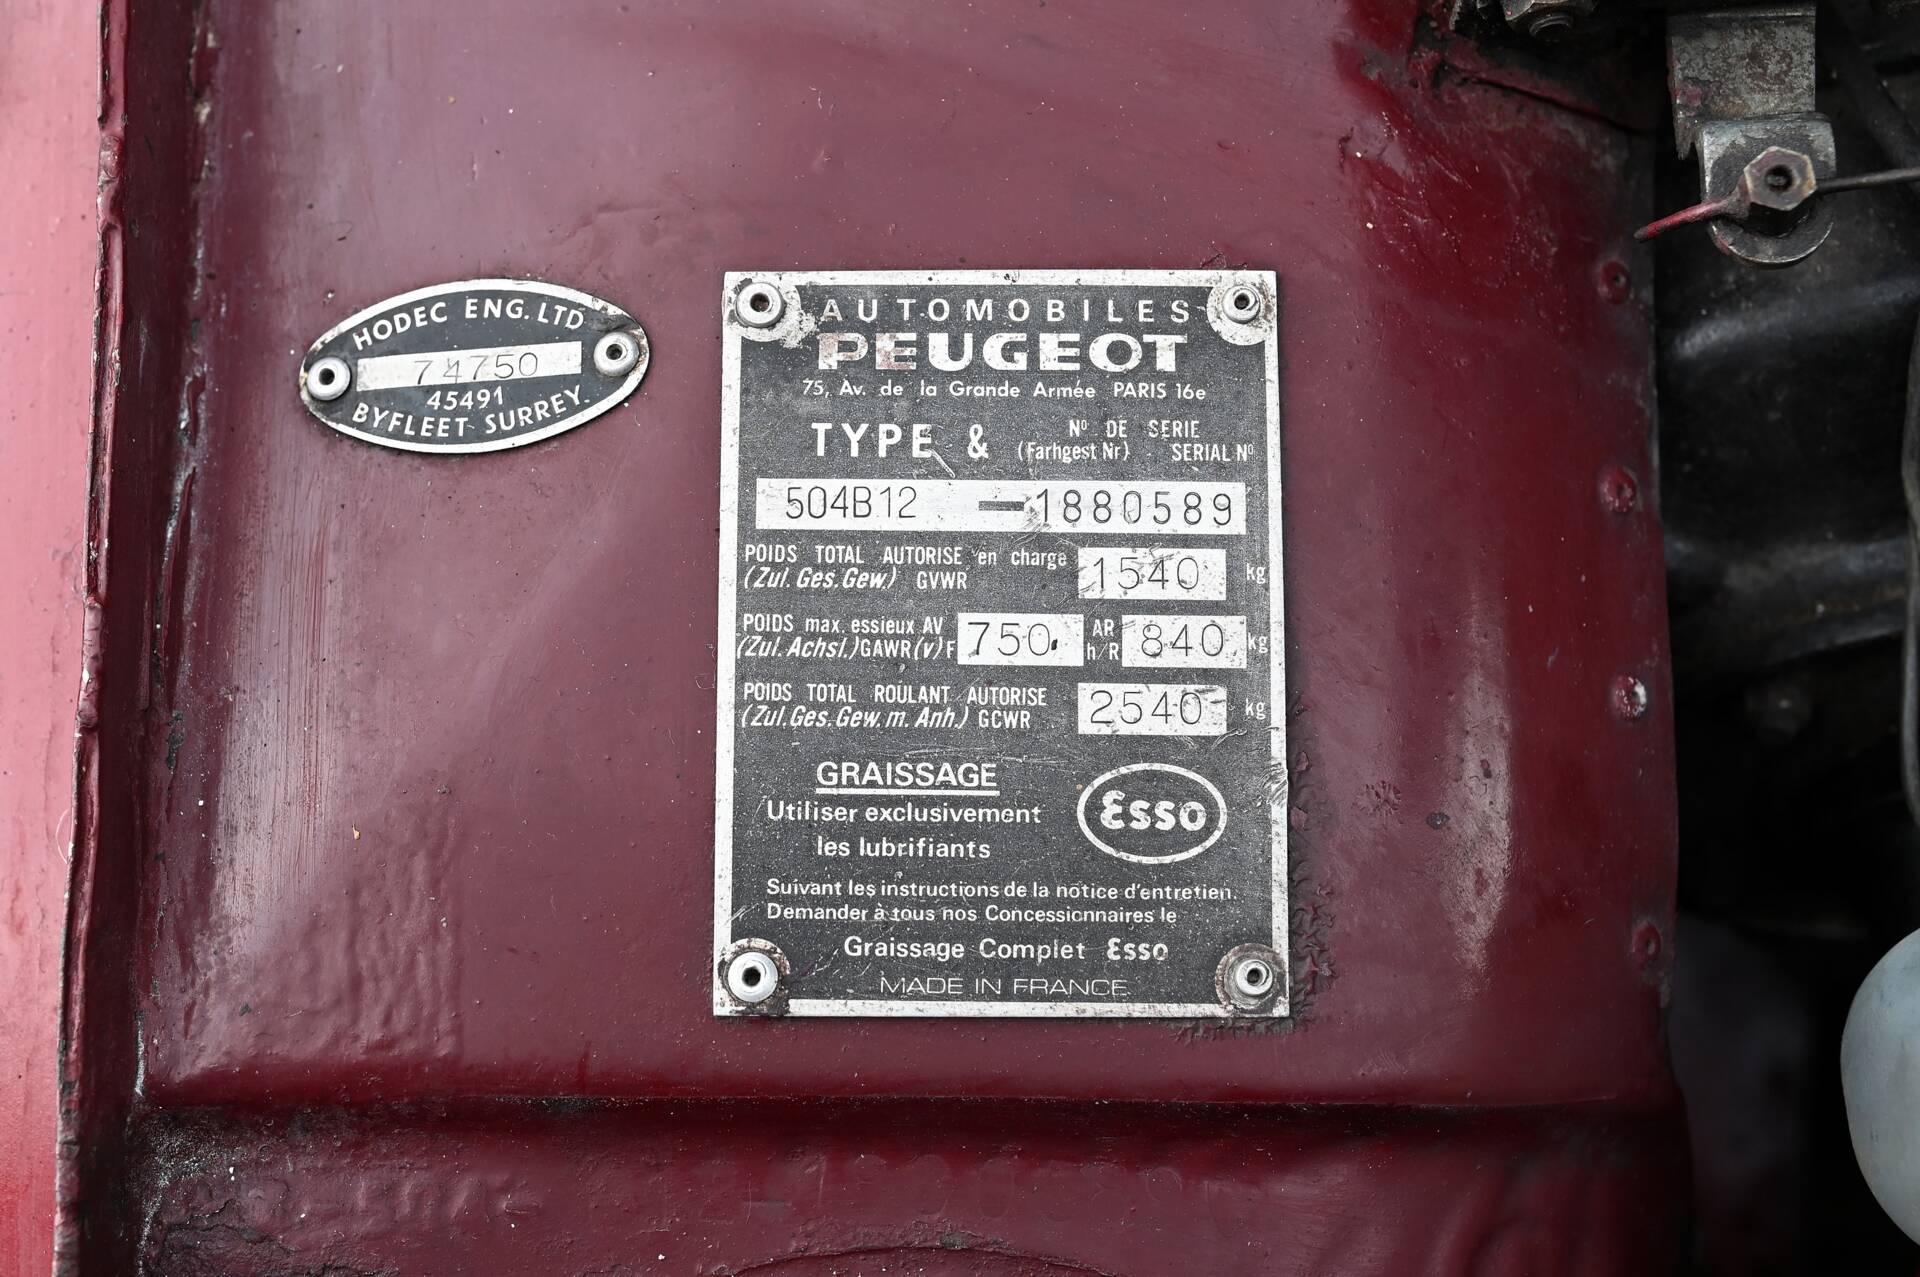 HODEC ENG. LTD
74750
45491
BYFLEET SURREY.
AUTOMOBILES
PEUGEOT
75, Av. de la Grande Armée PARIS 16e
TYPE & Nº DE SERIE
(Farhgest Nr) - SERIAL Nº
504B12 — 1880589
POIDS TOTAL AUTORISE en charge
(Zul. Ges. Gew.) GVWR 1540 kg
POIDS max. essieux AV 750 AR 840 kg
(Zul. Achsl.) GAWR (v) F h/R
POIDS TOTAL ROULANT AUTORISE
(Zul. Ges. Gew. m. Anh.) GCWR 2540 kg
GRAISSAGE
Utiliser exclusivement
les lubrifiants
Esso
Suivant les instructions de la notice d'entretien.
Demander à tous nos Concessionnaires le
Graissage Complet Esso
MADE IN FRANCE